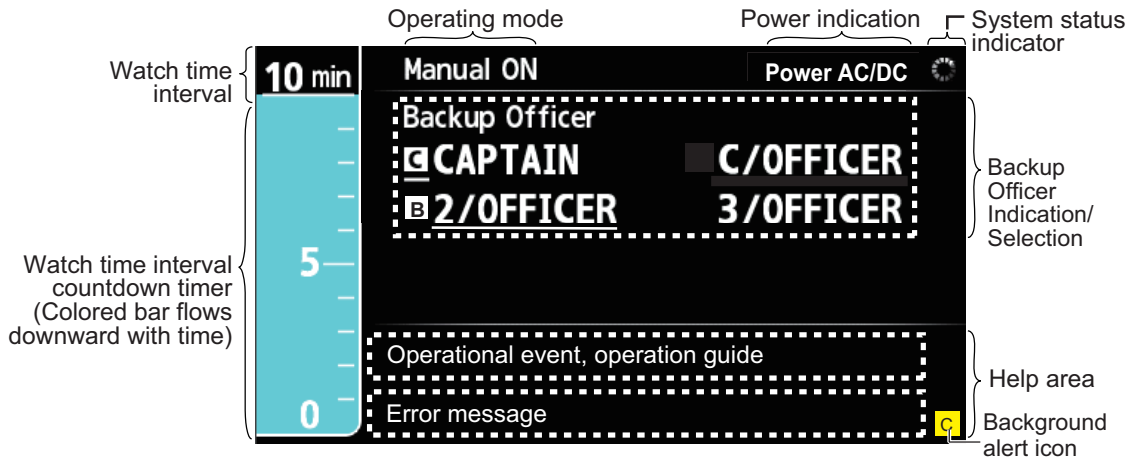 Operating mode
Power indication
System status
indicator
Watch time
interval
10 min
Manual ON
Power AC/DC
Backup Officer
C CAPTAIN
C/OFFICER
B 2/OFFICER
3/OFFICER
Backup
Officer
Indication/
Selection
5
Watch time interval
countdown timer
(Colored bar flows
downward with time)
Operational event, operation guide
Help area
0
Error message
C
Background
alert icon